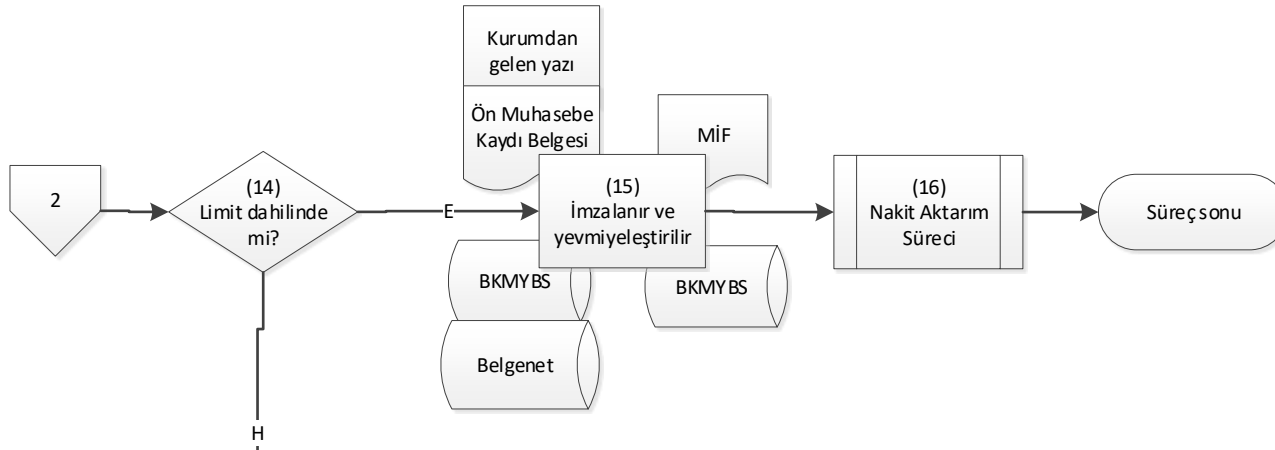 Kurumdan
gelen yazı
Ön Muhasebe
Kaydı Belgesi
MİF
2
(14)
Limit dahilinde
mi?
E
(15)
İmzalanır ve
yevmiyeleştirilir
(16)
Nakit Aktarım
Süreci
Süreç sonu
BKMYBS
BKMYBS
Belgenet
H